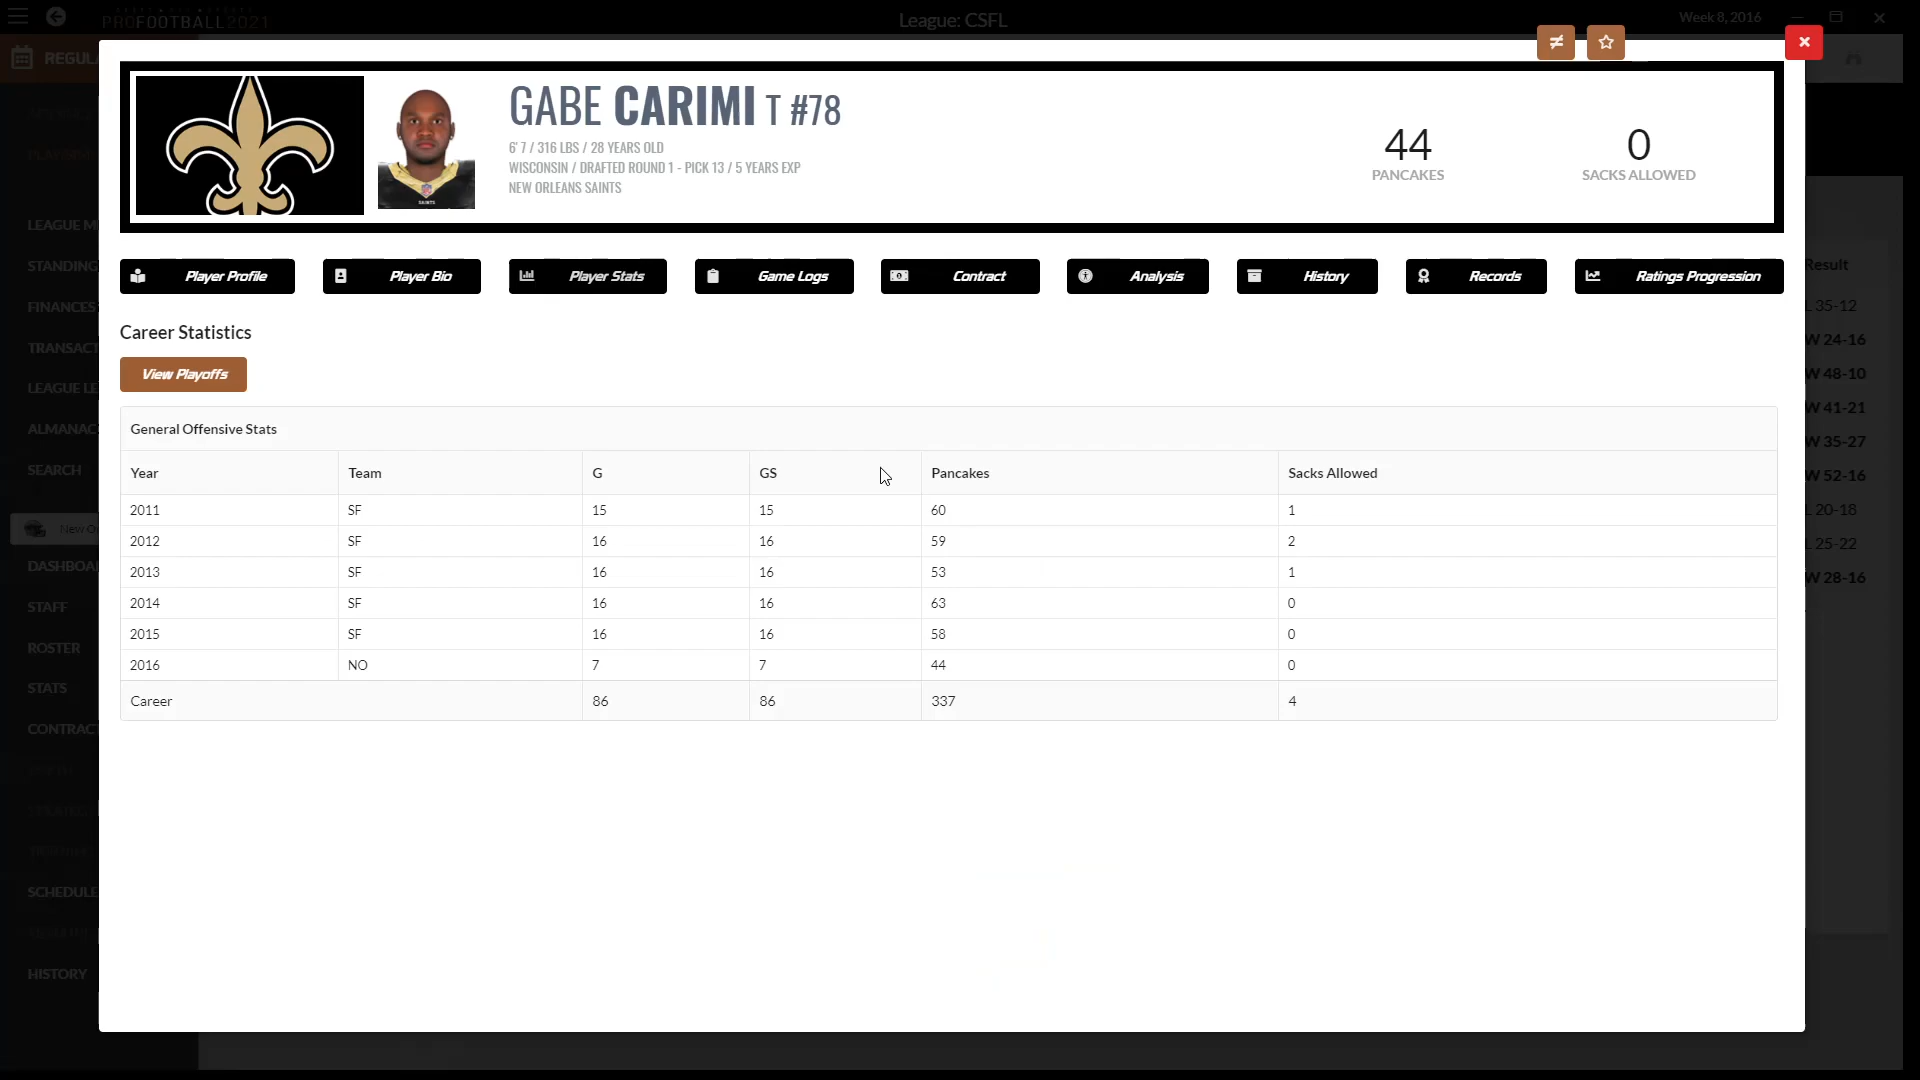 PROFOOTBALL2021
League: CSFL
Week 8, 2016
REGULA
GABE CARIMI T #78
6' 7 / 316 LBS / 28 YEARS OLD
WISCONSIN / DRAFTED ROUND 1 - PICK 13 / 5 YEARS EXP
NEW ORLEANS SAINTS
SAINTS
44
PANCAKES
0
SACKS ALLOWED
Player Profile
Player Bio
Player Stats
Game Logs
Contract
Analysis
History
Records
Ratings Progression
Career Statistics
View Playoffs
General Offensive Stats
Year Team G GS Pancakes Sacks Allowed
2011 SF 15 15 60 1
2012 SF 16 16 59 2
2013 SF 16 16 53 1
2014 SF 16 16 63 0
2015 SF 16 16 58 0
2016 NO 7 7 44 0
Career 86 86 337 4
LEAGUE M
STANDING
FINANCES
TRANSACT
LEAGUE LE
ALMANAC
SEARCH
New O
DASHBOA
STAFF
ROSTER
STATS
CONTRACT
SCHEDULE
HISTORY
Result
L 35-12
W 24-16
W 48-10
W 41-21
W 35-27
W 52-16
L 20-18
L 25-22
W 28-16